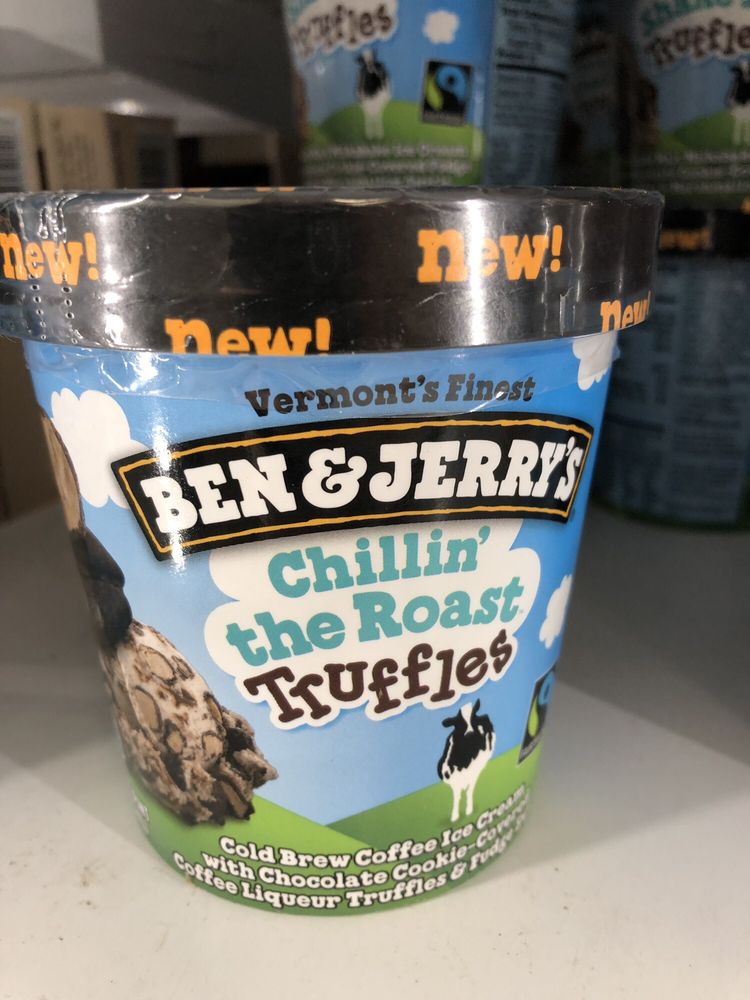 Truffles
Truffle
new!
new!
new!
new!
Vermont's Finest
BEN & JERRY'S
Chillin'
the Roast
Truffles
Cold Brew Coffee Ice Cream
with Chocolate Cookie-Covered
Coffee Liqueur Truffles & Fudge